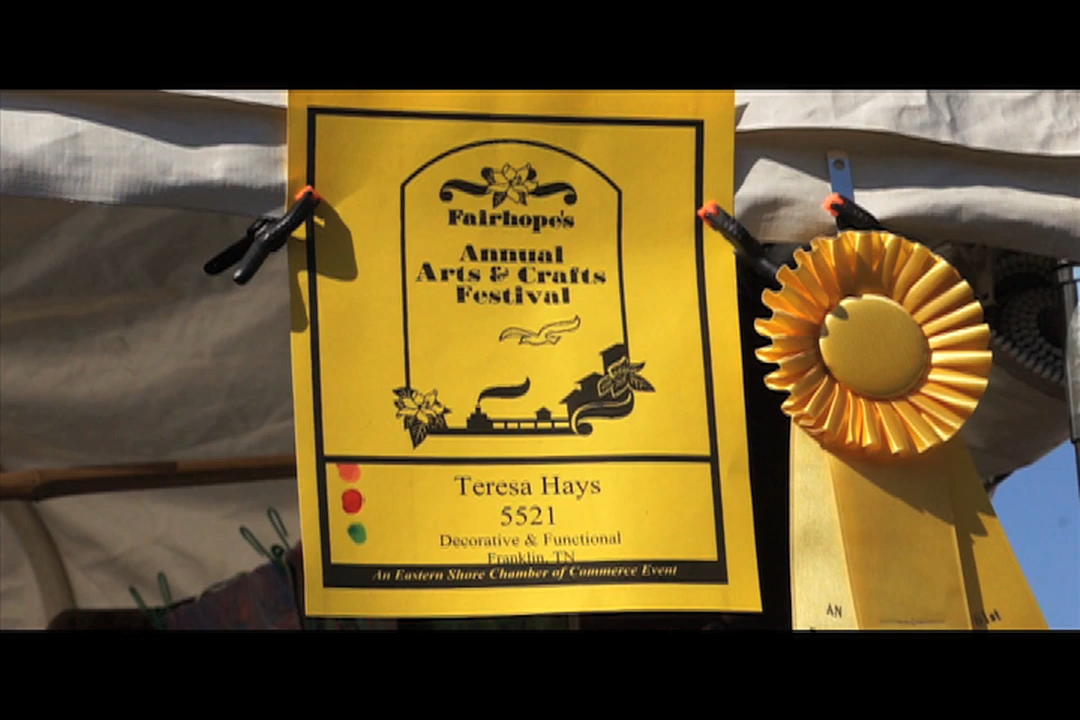 Fairhope's
Annual
Arts & Crafts
Festival
Teresa Hays
5521
Decorative & Functional
Franklin, TN
An Eastern Shore Chamber of Commerce Event
AN